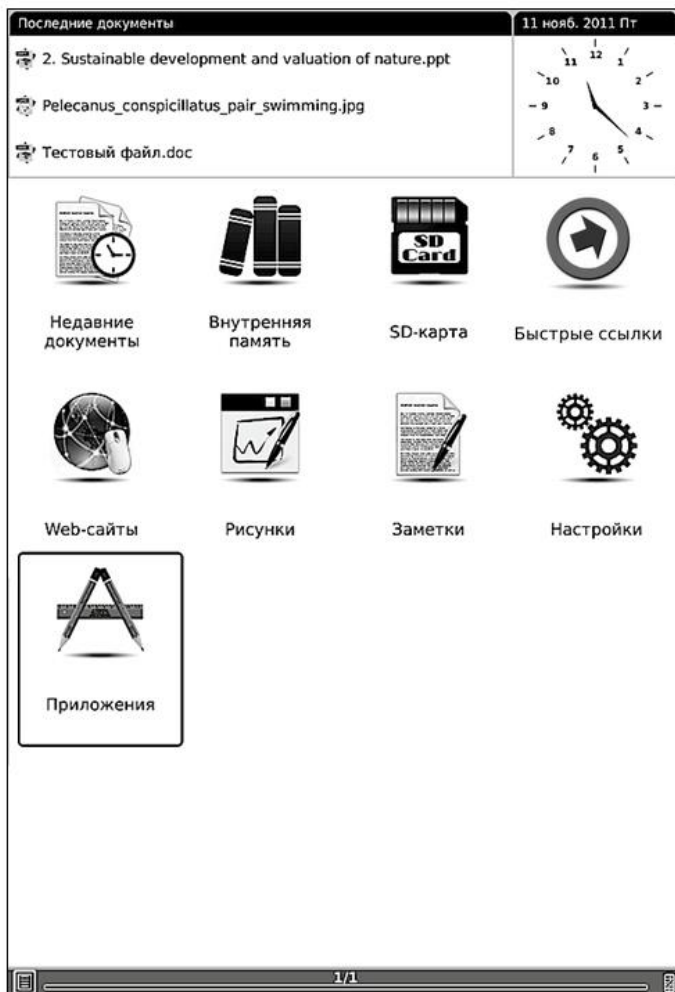 Последние документы
11 нояб. 2011 Пт
2. Sustainable development and valuation of nature.ppt
Pelecanus_conspicillatus_pair_swimming.jpg
Тестовый файл.doc
12
1
2
3
4
5
6
7
8
9
10
11
SD
Card
Недавние
документы
Внутренняя
память
SD-карта
Быстрые ссылки
Web-сайты
Рисунки
Заметки
Настройки
Приложения
1/1